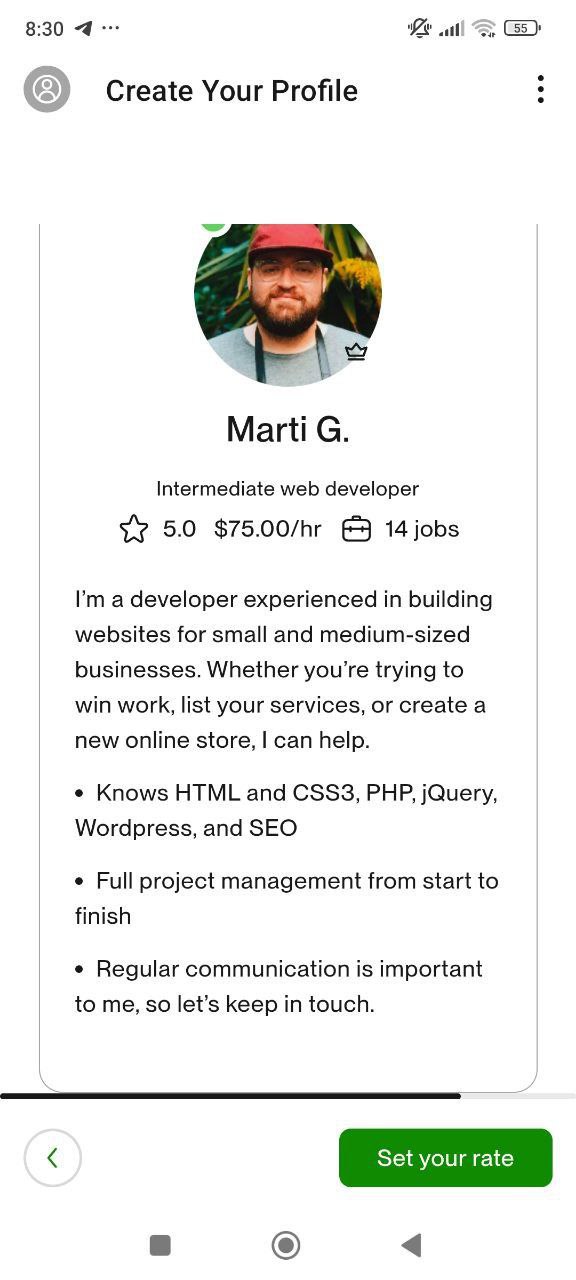 8:30
55
Create Your Profile
Marti G.
Intermediate web developer
5.0 $75.00/hr 14 jobs
I’m a developer experienced in building
websites for small and medium-sized
businesses. Whether you’re trying to
win work, list your services, or create a
new online store, I can help.
• Knows HTML and CSS3, PHP, jQuery,
Wordpress, and SEO
• Full project management from start to
finish
• Regular communication is important
to me, so let’s keep in touch.
Set your rate